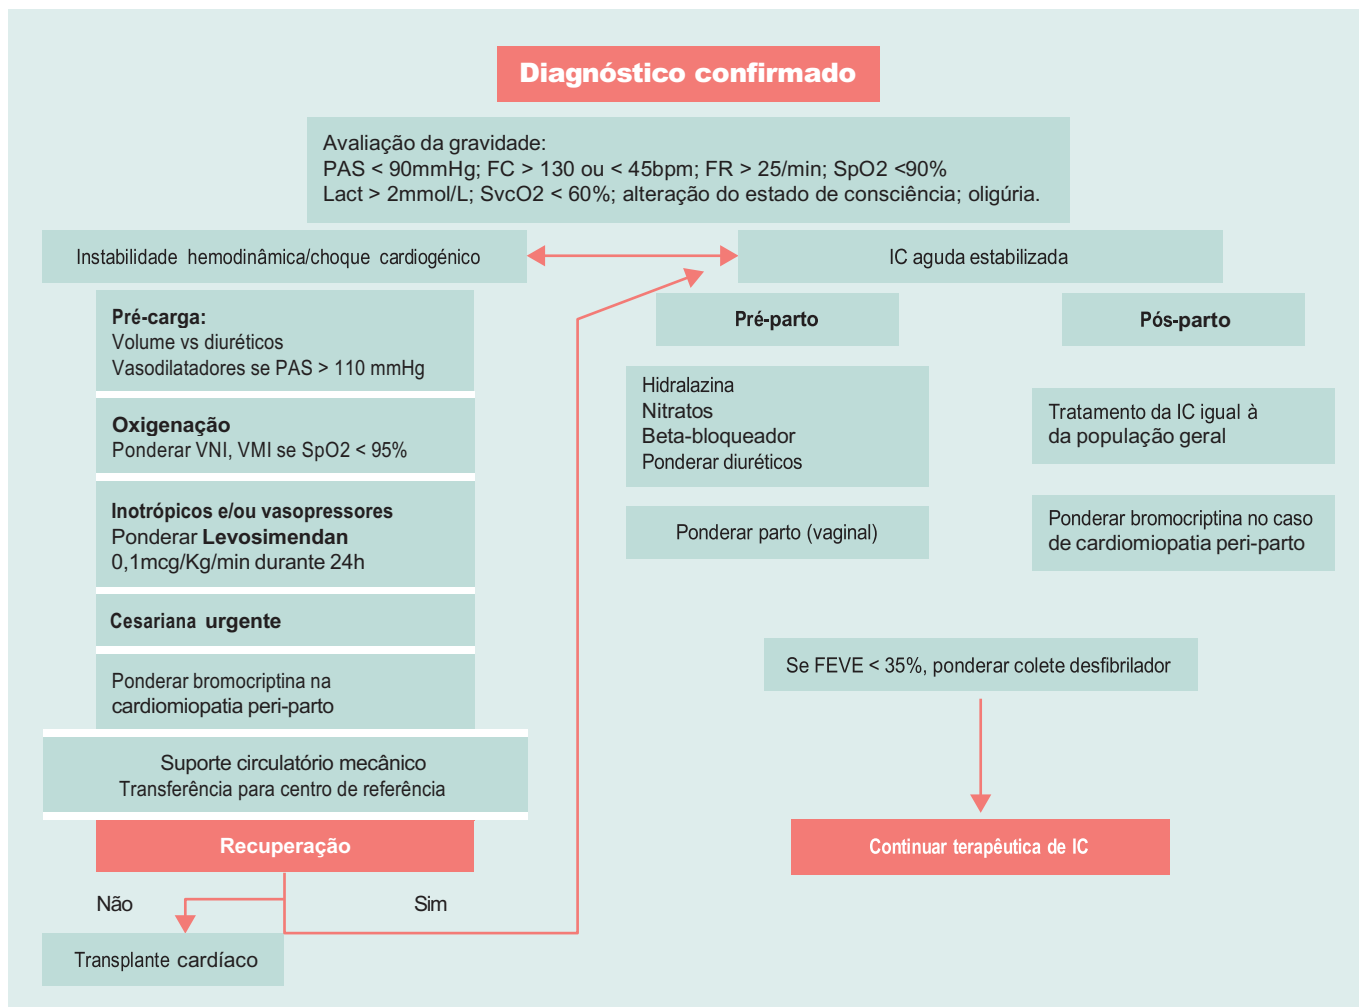 Diagnóstico confirmado
Avaliação da gravidade:
PAS < 90mmHg; FC > 130 ou < 45bpm; FR > 25/min; SpO2 <90%
Lact > 2mmol/L; SvcO2 < 60%; alteração do estado de consciência; oligúria.
Instabilidade hemodinâmica/choque cardiogénico
IC aguda estabilizada
Pré-carga:
Volume vs diuréticos
Vasodilatadores se PAS > 110 mmHg
Oxigenação
Ponderar VNI, VMI se SpO2 < 95%
Inotrópicos e/ou vasopressores
Ponderar Levosimendan
0,1mcg/Kg/min durante 24h
Cesariana urgente
Ponderar bromocriptina na
cardiomiopatia peri-parto
Suporte circulatório mecânico
Transferência para centro de referência
Recuperação
Não
Sim
Transplante cardíaco
Pré-parto
Hidralazina
Nitratos
Beta-bloqueador
Ponderar diuréticos
Ponderar parto (vaginal)
Pós-parto
Tratamento da IC igual à
da população geral
Ponderar bromocriptina no caso
de cardiomiopatia peri-parto
Se FEVE < 35%, ponderar colete desfibrilador
Continuar terapêutica de IC